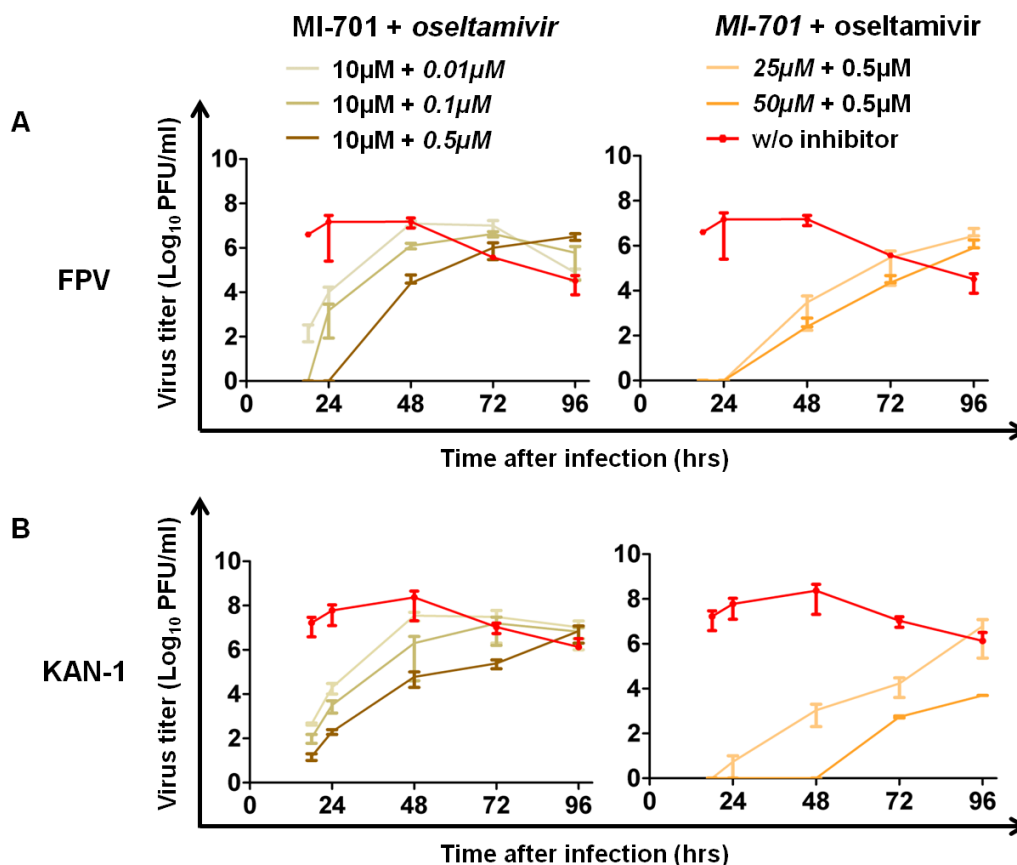 MI-701 + oseltamivir
10µM + 0.01µM
10µM + 0.1µM
10µM + 0.5µM
MI-701 + oseltamivir
25µM + 0.5µM
50µM + 0.5µM
w/o inhibitor
A
FPV
Virus titer (Log10 PFU/ml)
10
8
6
4
2
0
0 24 48 72 96
10
8
6
4
2
0
0 24 48 72 96
Time after infection (hrs)
B
KAN-1
Virus titer (Log10 PFU/ml)
10
8
6
4
2
0
0 24 48 72 96
10
8
6
4
2
0
0 24 48 72 96
Time after infection (hrs)